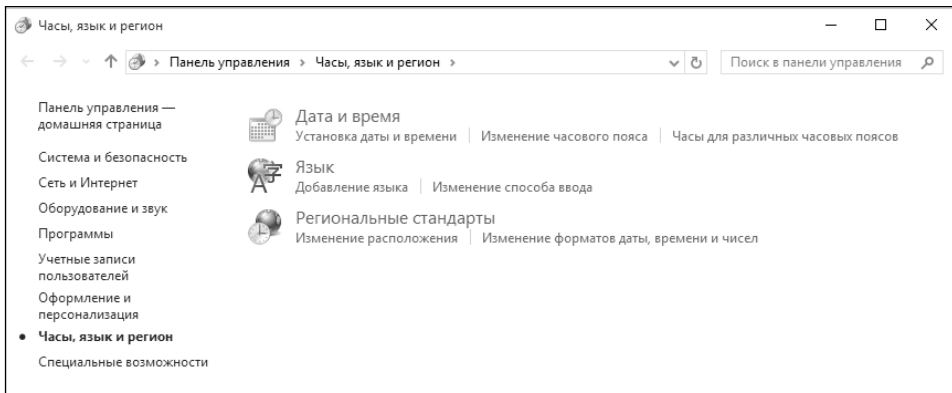 Часы, язык и регион
Панель управления › Часы, язык и регион ›
Поиск в панели управления
Панель управления —
домашняя страница
Система и безопасность
Сеть и Интернет
Оборудование и звук
Программы
Учетные записи
пользователей
Оформление и
персонализация
• Часы, язык и регион
Специальные возможности
Дата и время
Установка даты и времени | Изменение часового пояса | Часы для различных часовых поясов
Язык
Добавление языка | Изменение способа ввода
Региональные стандарты
Изменение расположения | Изменение форматов даты, времени и чисел